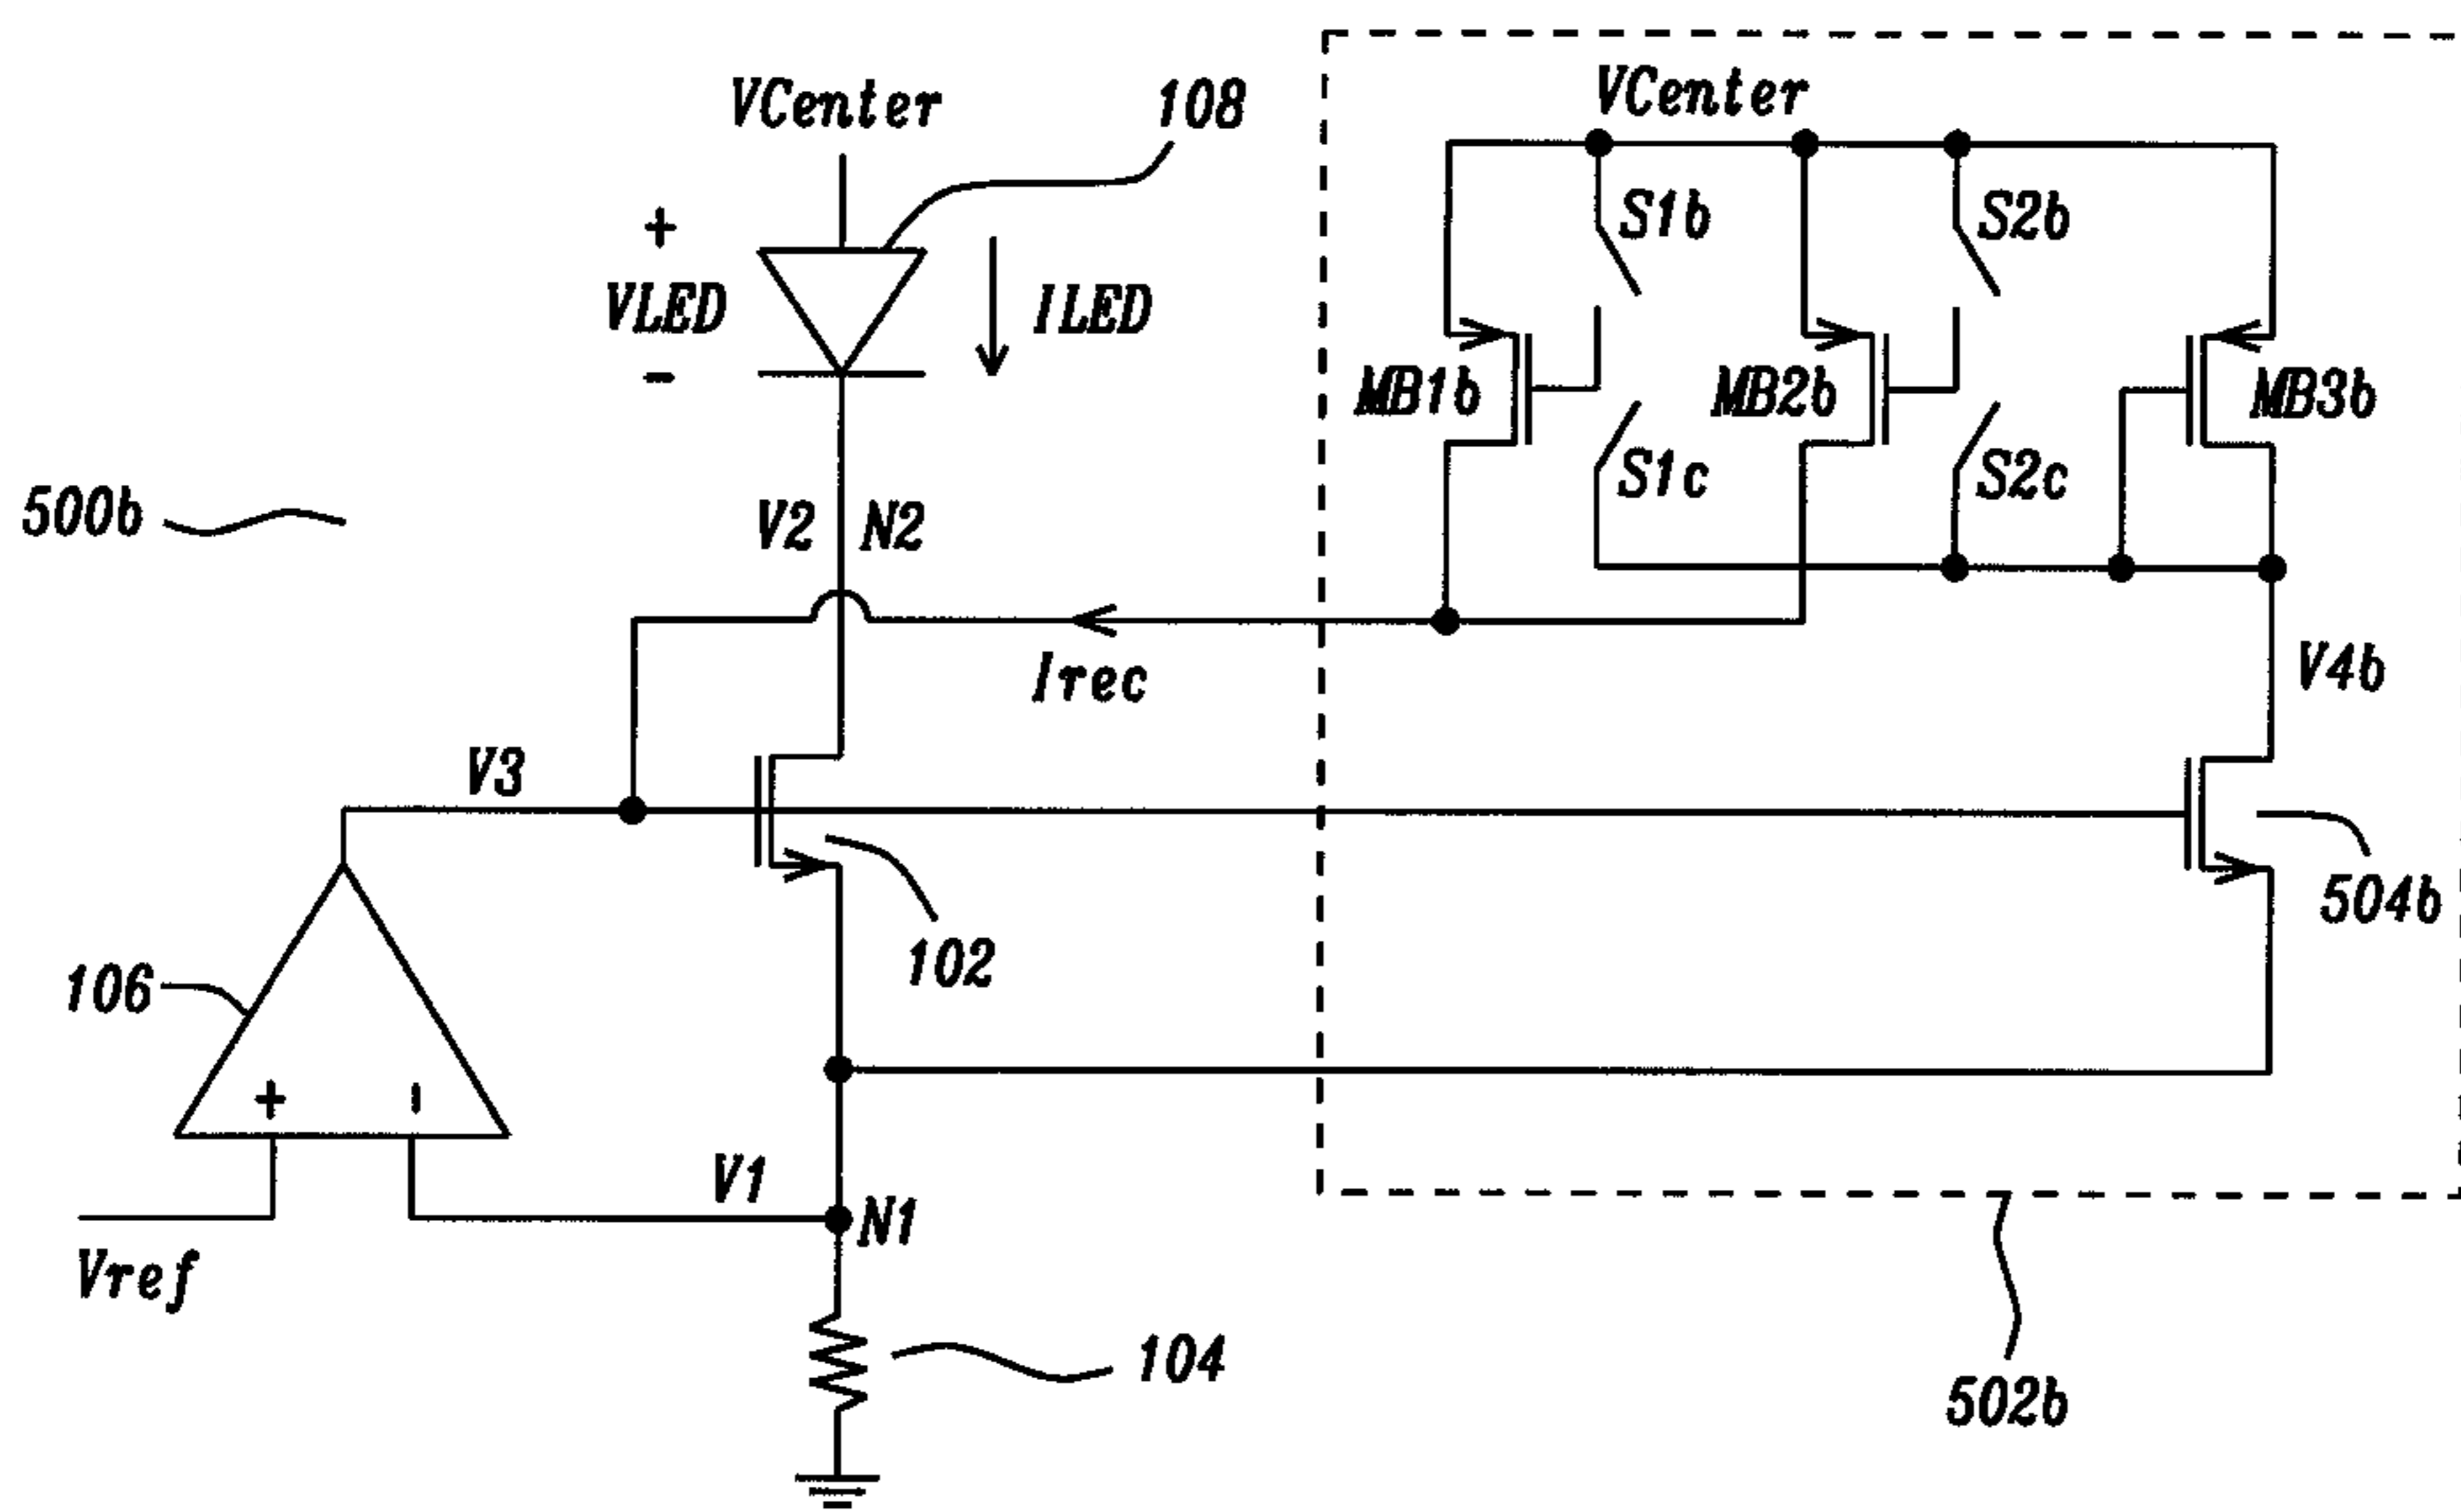 VCenter
108
VCenter
+
VLED
-
ILED
S1b
S2b
MB1b
MB2b
MB3b
S1c
S2c
500b
V2
N2
Irec
V4b
V3
102
504b
106
+
-
V1
N1
Vref
104
502b